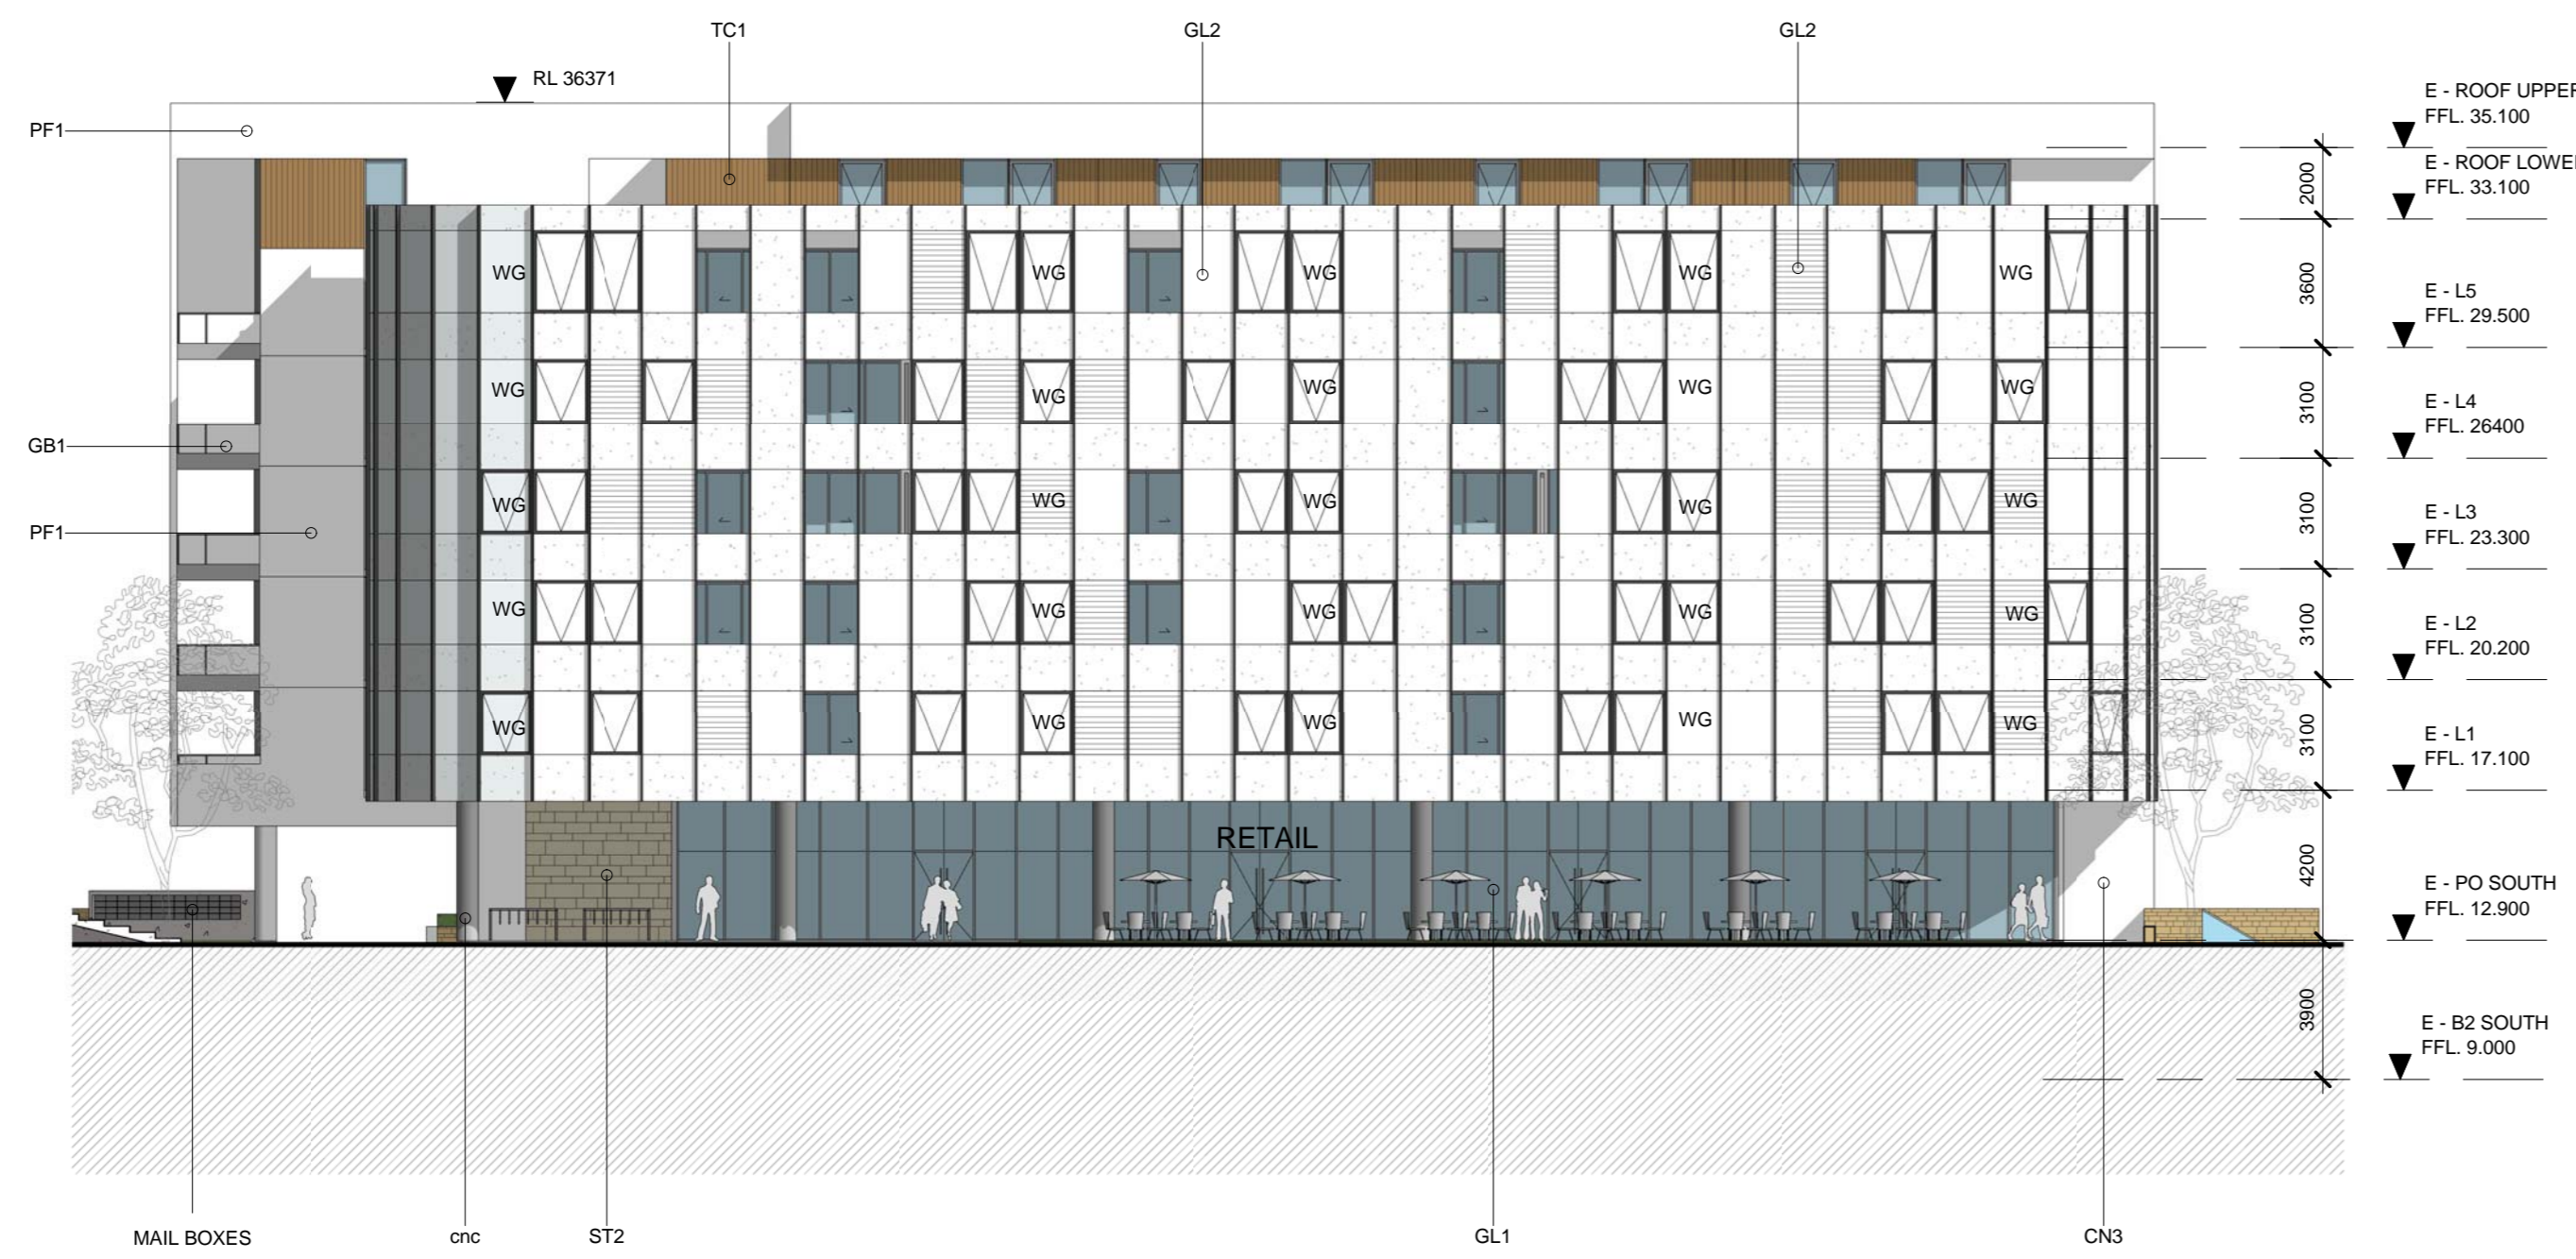 TC1
GL2
GL2
RL 36371
E - ROOF UPPER
FFL. 35.100
PF1
2000
E - ROOF LOWER
FFL. 33.100
WG
WG
WG
WG
WG
3600
E - L5
FFL. 29.500
WG
WG
WG
WG
WG
3100
E - L4
FFL. 26400
GB1
WG
WG
WG
WG
WG
3100
E - L3
FFL. 23.300
PF1
WG
WG
WG
WG
WG
3100
E - L2
FFL. 20.200
WG
WG
WG
WG
WG
3100
E - L1
FFL. 17.100
RETAIL
4200
E - PO SOUTH
FFL. 12.900
3900
E - B2 SOUTH
FFL. 9.000
MAIL BOXES
cnc
ST2
GL1
CN3